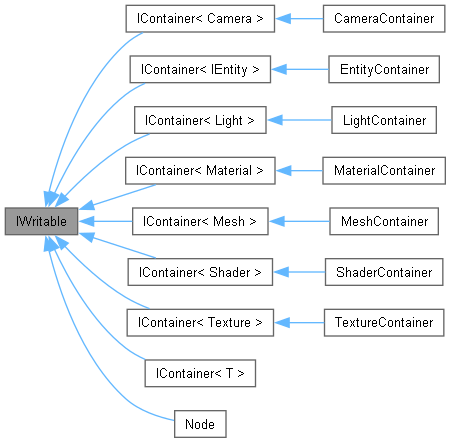 IContainer< Camera >
CameraContainer
IContainer< IEntity >
EntityContainer
IContainer< Light >
LightContainer
IContainer< Material >
MaterialContainer
IWritable
IContainer< Mesh >
MeshContainer
IContainer< Shader >
ShaderContainer
IContainer< Texture >
TextureContainer
IContainer< T >
Node